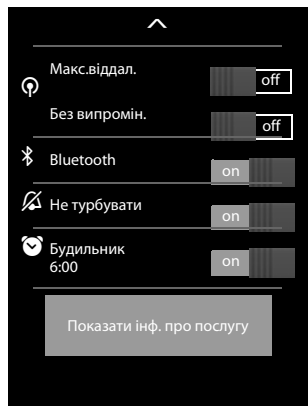 Макс.віддал.
off
Без випромін.
off
Bluetooth
on
Не турбувати
on
Будильник
6:00
on
Показати інф. про послугу